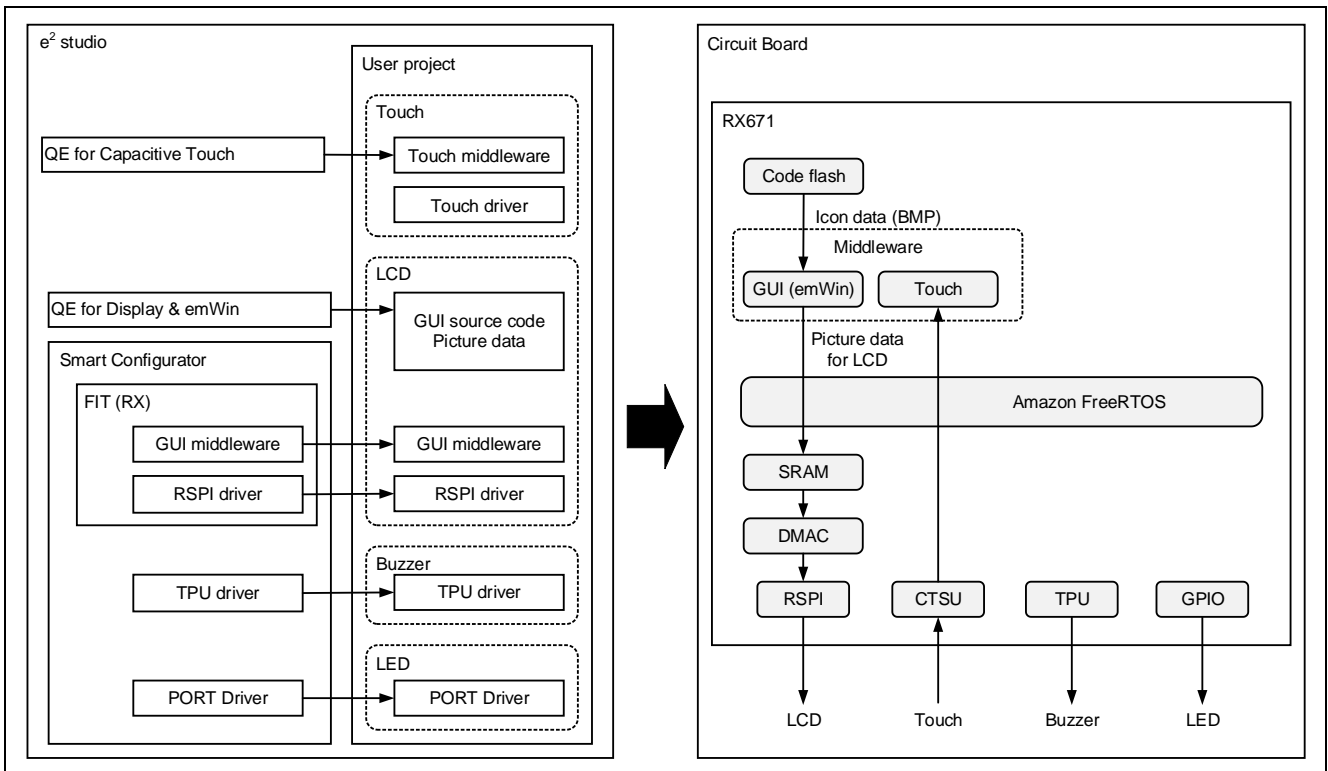 e² studio
User project
Touch
QE for Capacitive Touch
Touch middleware
Touch driver
LCD
QE for Display & emWin
GUI source code
Picture data
Smart Configurator
FIT (RX)
GUI middleware
GUI middleware
RSPI driver
RSPI driver
Buzzer
TPU driver
TPU driver
LED
PORT Driver
PORT Driver
Circuit Board
RX671
Code flash
Icon data (BMP)
Middleware
GUI (emWin)
Touch
Picture data
for LCD
Amazon FreeRTOS
SRAM
DMAC
RSPI
CTSU
TPU
GPIO
LCD
Touch
Buzzer
LED